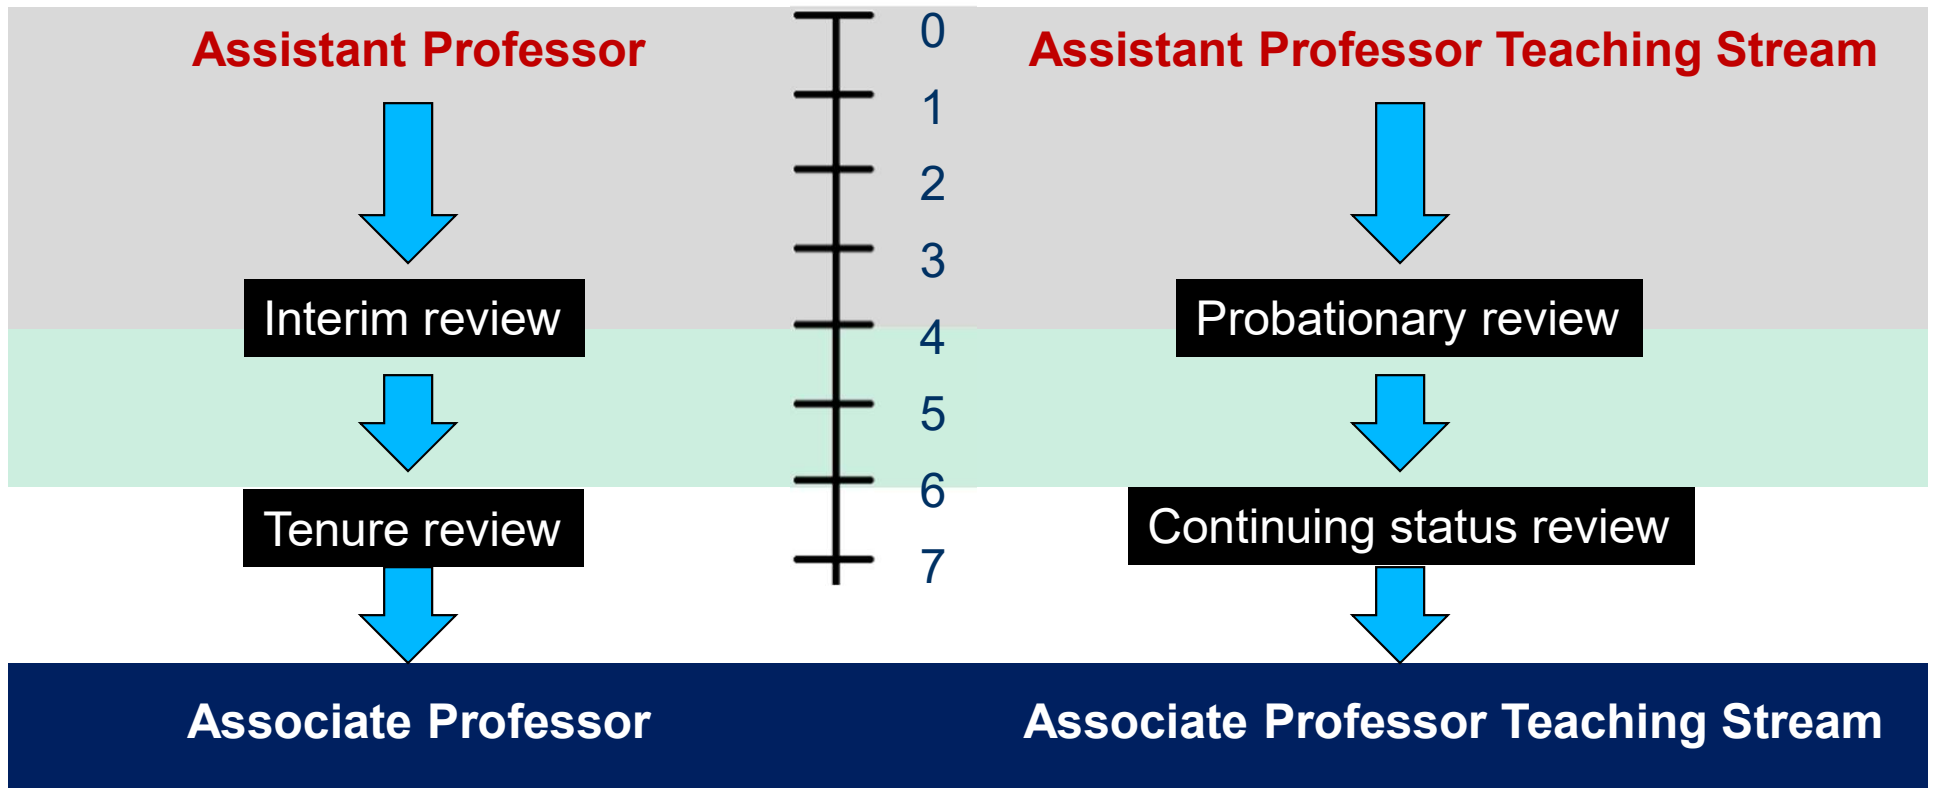 Assistant Professor
Interim review
Tenure review
Associate Professor
0
1
2
3
4
5
6
7
Assistant Professor Teaching Stream
Probationary review
Continuing status review
Associate Professor Teaching Stream